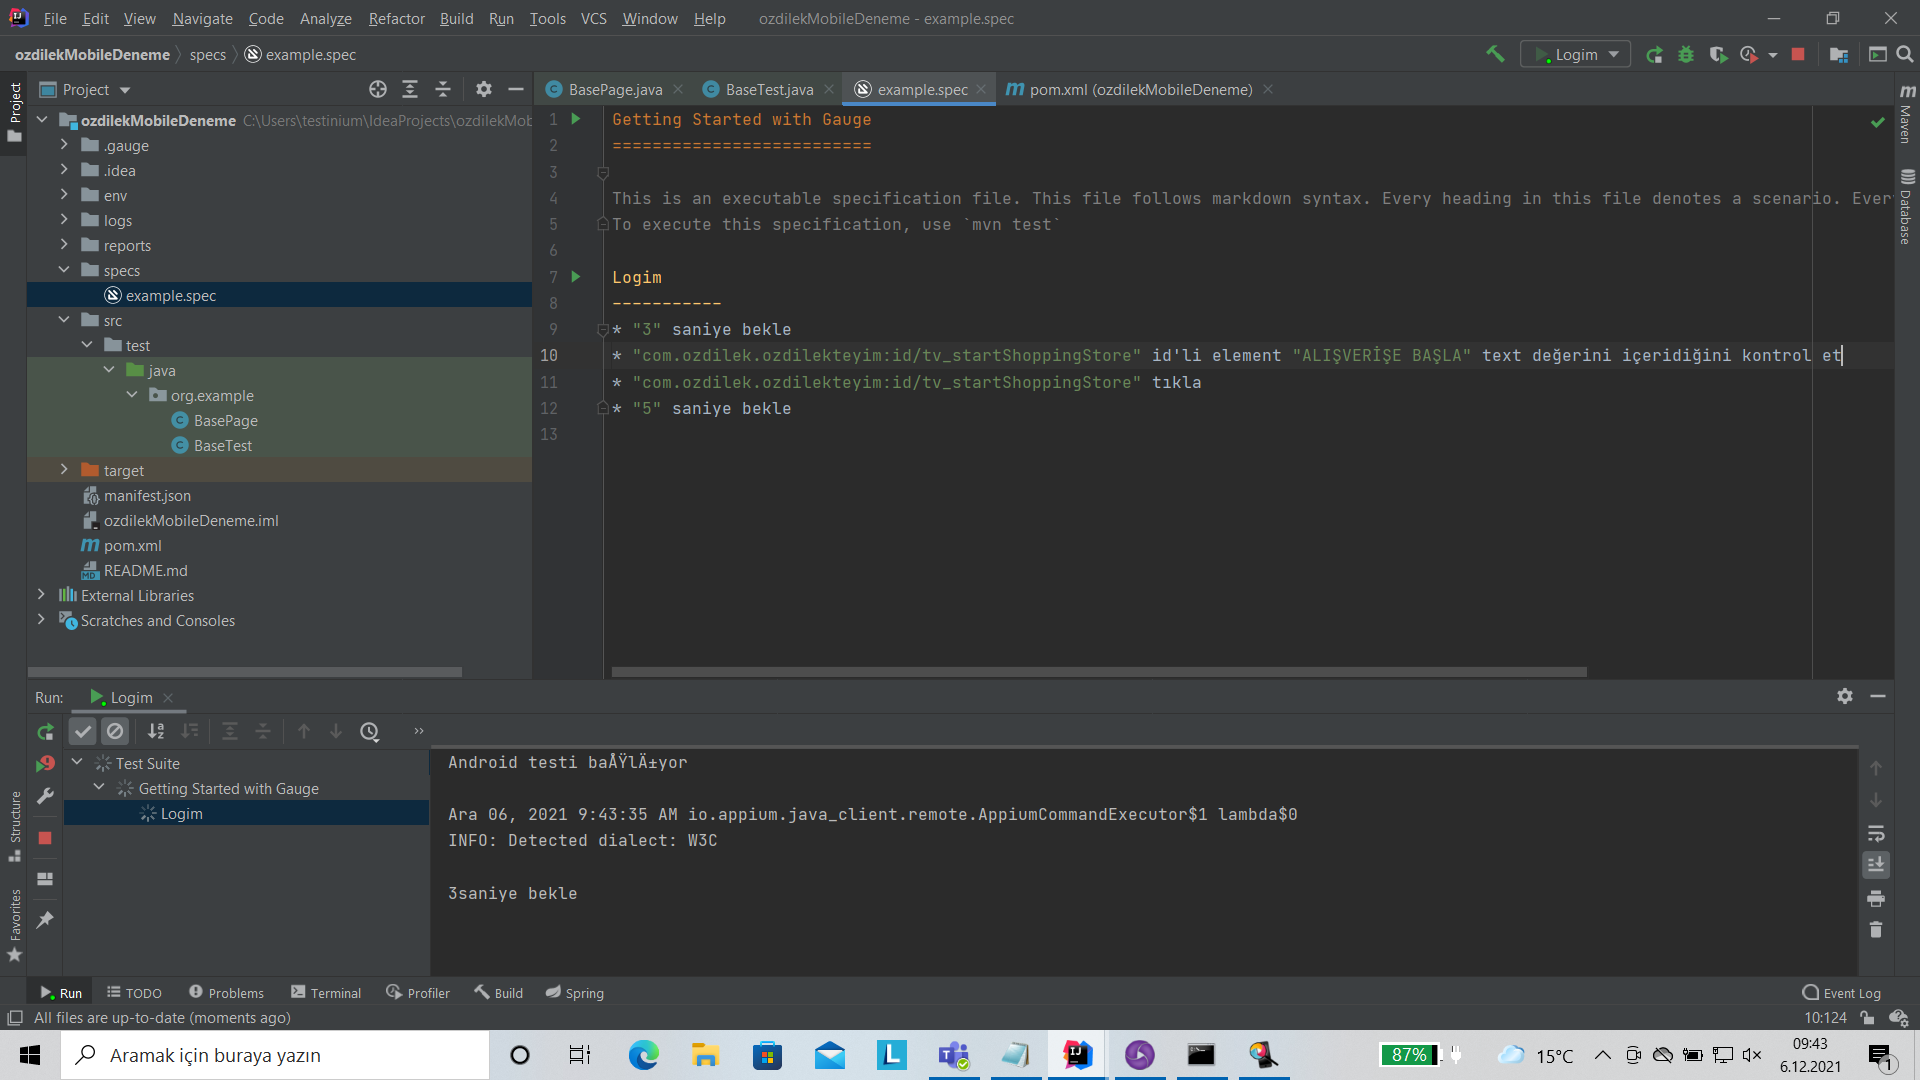 File Edit View Navigate Code Analyze Refactor Build Run Tools VCS Window Help ozdilekMobileDeneme - example.spec
ozdilekMobileDeneme specs example.spec Logim
Project
BasePage.java BaseTest.java example.spec pom.xml (ozdilekMobileDeneme)
Project
Maven
Database
Structure
Favorites
ozdilekMobileDeneme C:\Users\testinium\IdeaProjects\ozdilekMob
.gauge
.idea
env
logs
reports
specs
example.spec
src
test
java
org.example
BasePage
BaseTest
target
manifest.json
ozdilekMobileDeneme.iml
pom.xml
README.md
External Libraries
Scratches and Consoles
1 Getting Started with Gauge
2 ==========================
3
4 This is an executable specification file. This file follows markdown syntax. Every heading in this file denotes a scenario. Ever
5 To execute this specification, use `mvn test`
6
7 Logim
8 -----------
9 * "3" saniye bekle
10 * "com.ozdilek.ozdilekteyim:id/tv_startShoppingStore" id'li element "ALIŞVERİŞE BAŞLA" text değerini içeridiğini kontrol et
11 * "com.ozdilek.ozdilekteyim:id/tv_startShoppingStore" tıkla
12 * "5" saniye bekle
13
Run: Logim
Test Suite
Getting Started with Gauge
Logim
Android testi baÅŸlÄ±yor
Ara 06, 2021 9:43:35 AM io.appium.java_client.remote.AppiumCommandExecutor$1 lambda$0
INFO: Detected dialect: W3C
3saniye bekle
Run TODO Problems Terminal Profiler Build Spring Event Log
All files are up-to-date (moments ago) 10:124
Aramak için buraya yazın 87% 15°C 09:43
6.12.2021 1